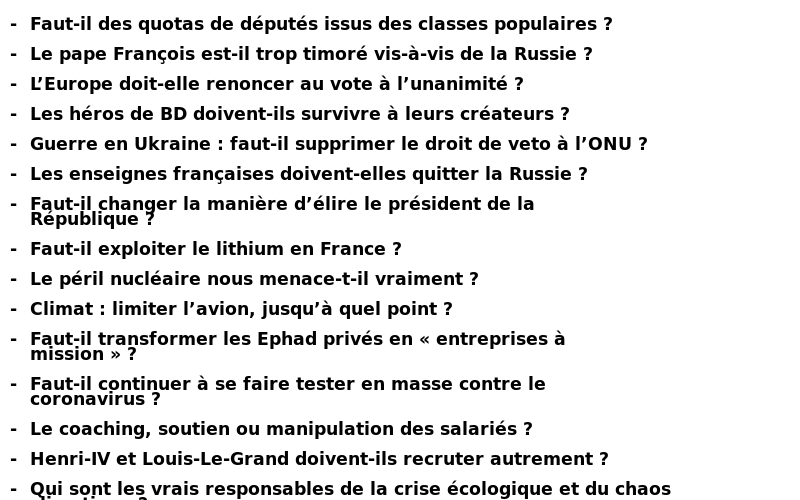 - Faut-il des quotas de députés issus des classes populaires ?
- Le pape François est-il trop timoré vis-à-vis de la Russie ?
- L’Europe doit-elle renoncer au vote à l’unanimité ?
- Les héros de BD doivent-ils survivre à leurs créateurs ?
- Guerre en Ukraine : faut-il supprimer le droit de veto à l’ONU ?
- Les enseignes françaises doivent-elles quitter la Russie ?
- Faut-il changer la manière d’élire le président de la
République ?
- Faut-il exploiter le lithium en France ?
- Le péril nucléaire nous menace-t-il vraiment ?
- Climat : limiter l’avion, jusqu’à quel point ?
- Faut-il transformer les Ephad privés en « entreprises à
mission » ?
- Faut-il continuer à se faire tester en masse contre le
coronavirus ?
- Le coaching, soutien ou manipulation des salariés ?
- Henri-IV et Louis-Le-Grand doivent-ils recruter autrement ?
- Qui sont les vrais responsables de la crise écologique et du chaos